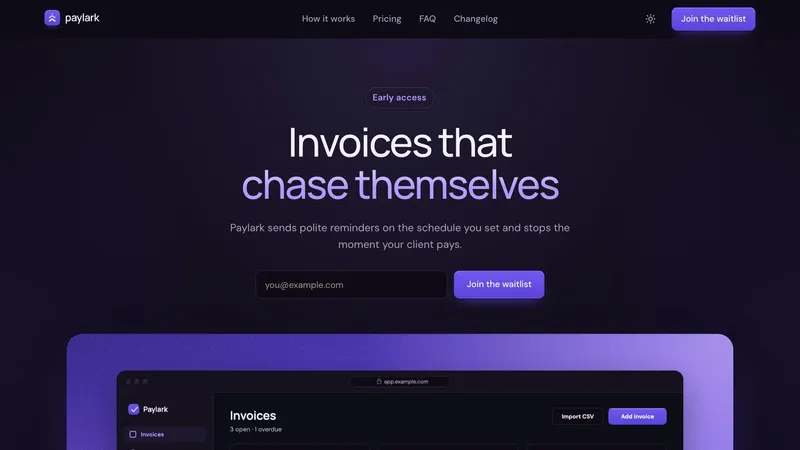 paylark
How it works
Pricing
FAQ
Changelog
Join the waitlist
Early access
Invoices that
chase themselves
Paylark sends polite reminders on the schedule you set and stops the
moment your client pays.
you@example.com
Join the waitlist
app.example.com
Paylark
Invoices
Import CSV
Add invoice
3 open · 1 overdue
Invoices